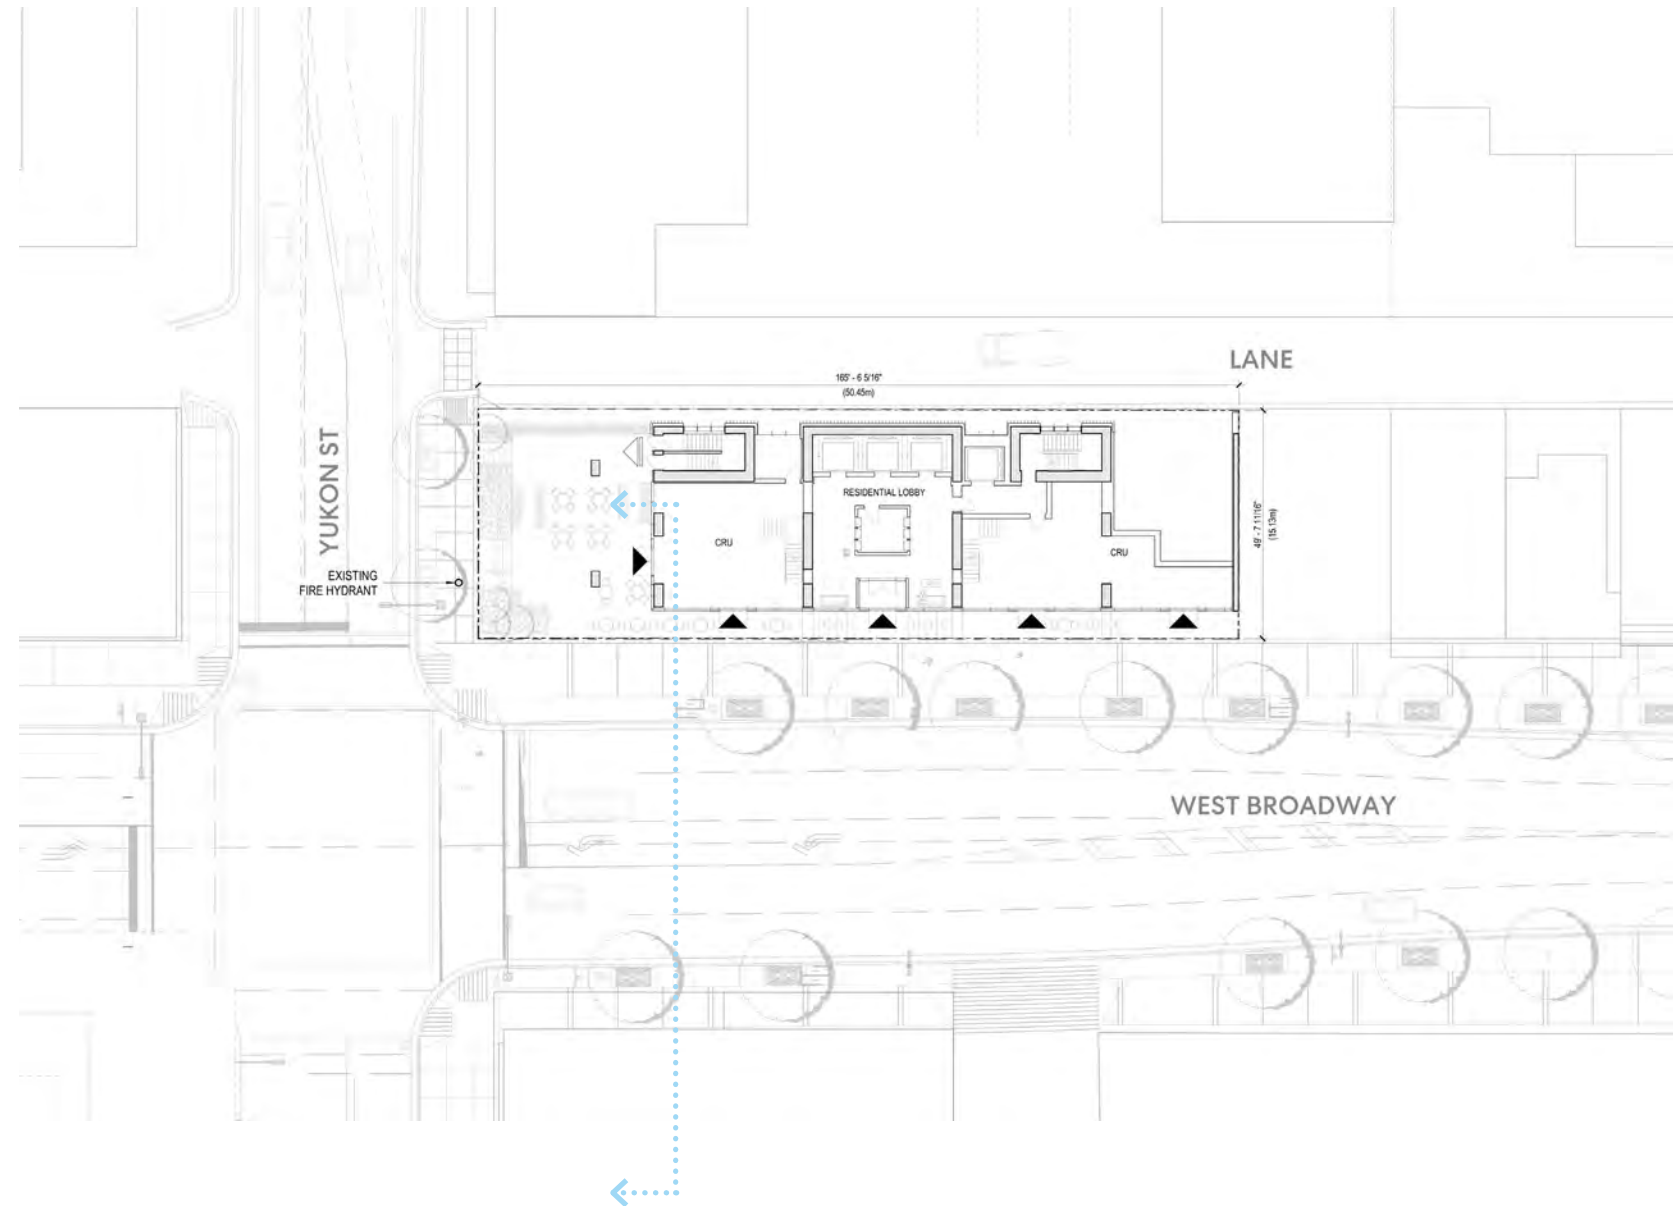 LANE
165' - 6 5/16"
(50.45m)
YUKON ST
RESIDENTIAL LOBBY
CRU
CRU
49' - 7 11/16"
(15.13m)
EXISTING
FIRE HYDRANT
WEST BROADWAY